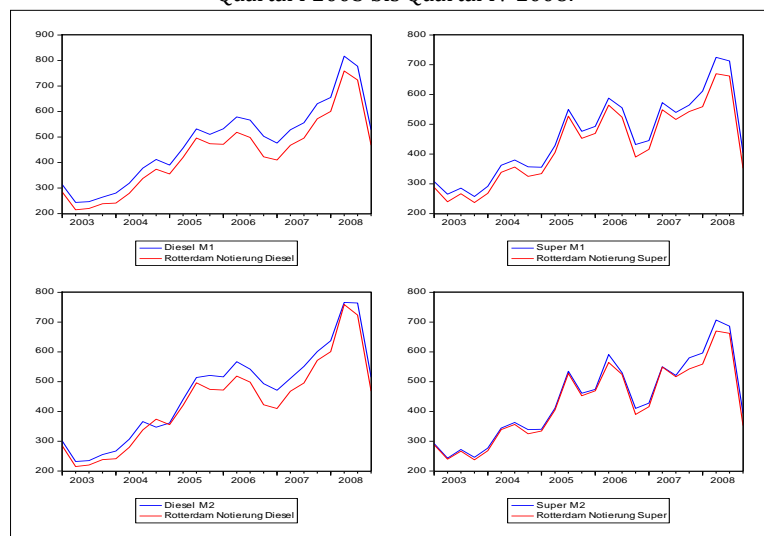 Quartal I 2003 bis Quartal IV 2008.
900
800
700
600
500
400
300
200
2003 2004 2005 2006 2007 2008
Diesel M1
Rotterdam Notierung Diesel
800
700
600
500
400
300
200
2003 2004 2005 2006 2007 2008
Super M1
Rotterdam Notierung Super
800
700
600
500
400
300
200
2003 2004 2005 2006 2007 2008
Diesel M2
Rotterdam Notierung Diesel
800
700
600
500
400
300
200
2003 2004 2005 2006 2007 2008
Super M2
Rotterdam Notierung Super